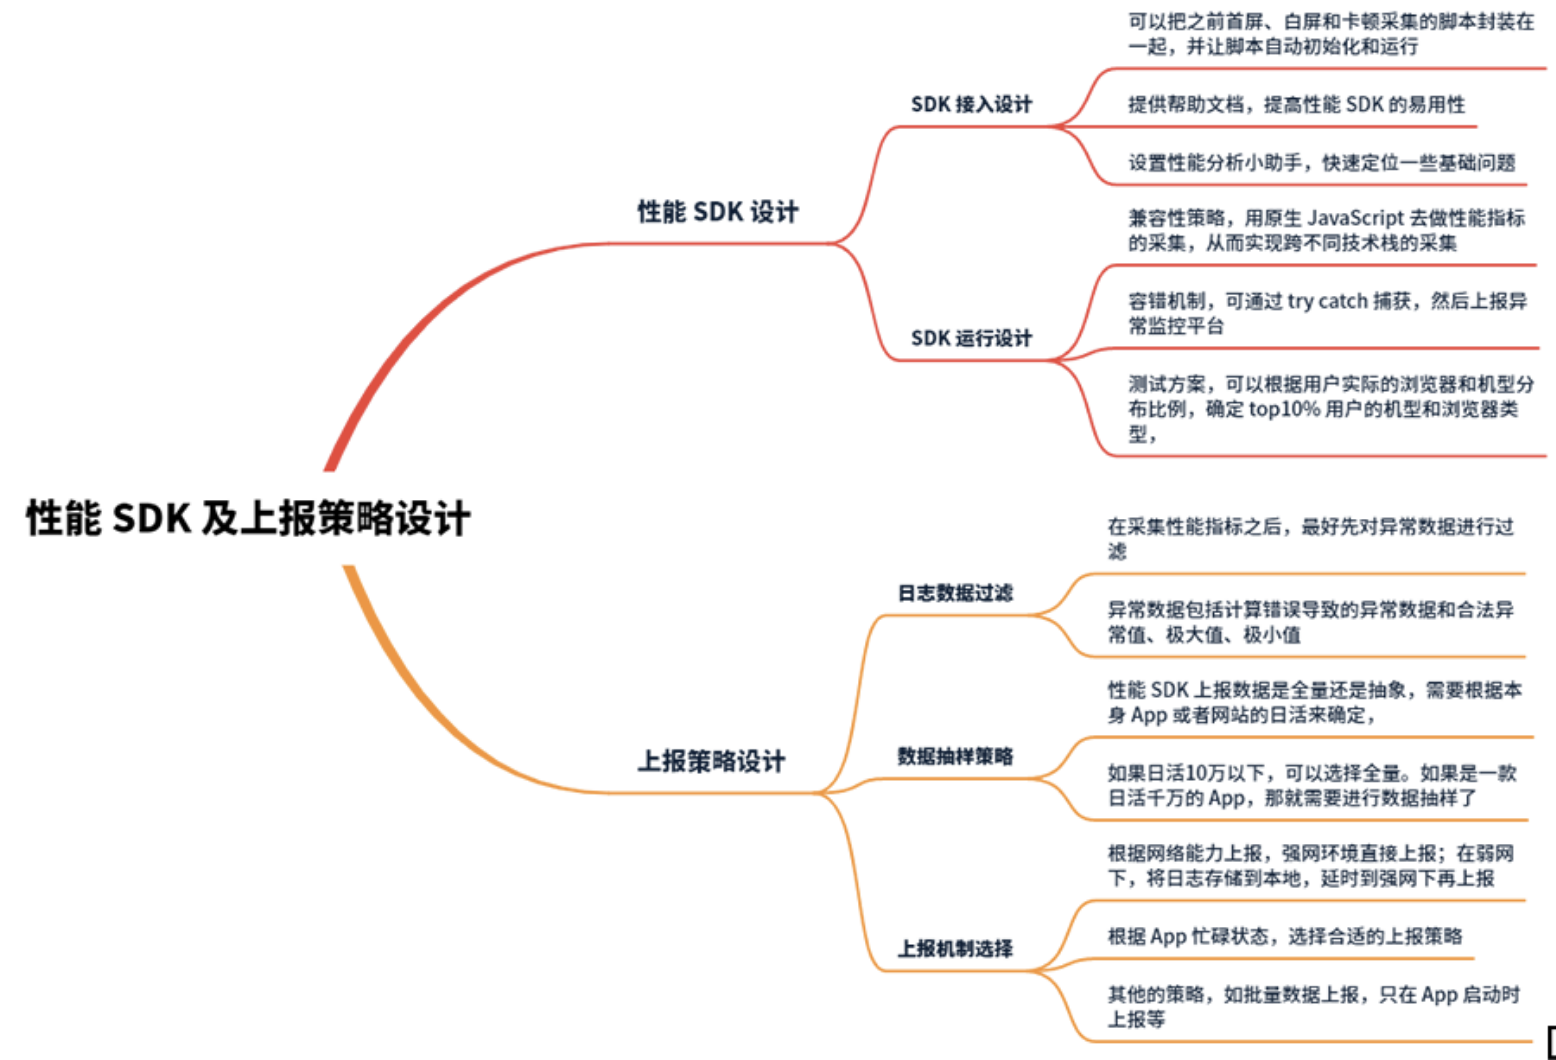 性能 SDK 及上报策略设计
性能 SDK 设计
SDK 接入设计
可以把之前首屏、白屏和卡顿采集的脚本封装在
一起，并让脚本自动初始化和运行
提供帮助文档，提高性能 SDK 的易用性
设置性能分析小助手，快速定位一些基础问题
SDK 运行设计
兼容性策略，用原生 JavaScript 去做性能指标
的采集，从而实现跨不同技术栈的采集
容错机制，可通过 try catch 捕获，然后上报异
常监控平台
测试方案，可以根据用户实际的浏览器和机型分
布比例，确定 top10% 用户的机型和浏览器类
型，
上报策略设计
日志数据过滤
在采集性能指标之后，最好先对异常数据进行过
滤
异常数据包括计算错误导致的异常数据和合法异
常值、极大值、极小值
数据抽样策略
性能 SDK 上报数据是全量还是抽象，需要根据本
身 App 或者网站的日活来确定，
如果日活10万以下，可以选择全量。如果是一款
日活千万的 App，那就需要进行数据抽样了
上报机制选择
根据网络能力上报，强网环境直接上报；在弱网
下，将日志存储到本地，延时到强网下再上报
根据 App 忙碌状态，选择合适的上报策略
其他的策略，如批量数据上报，只在 App 启动时
上报等